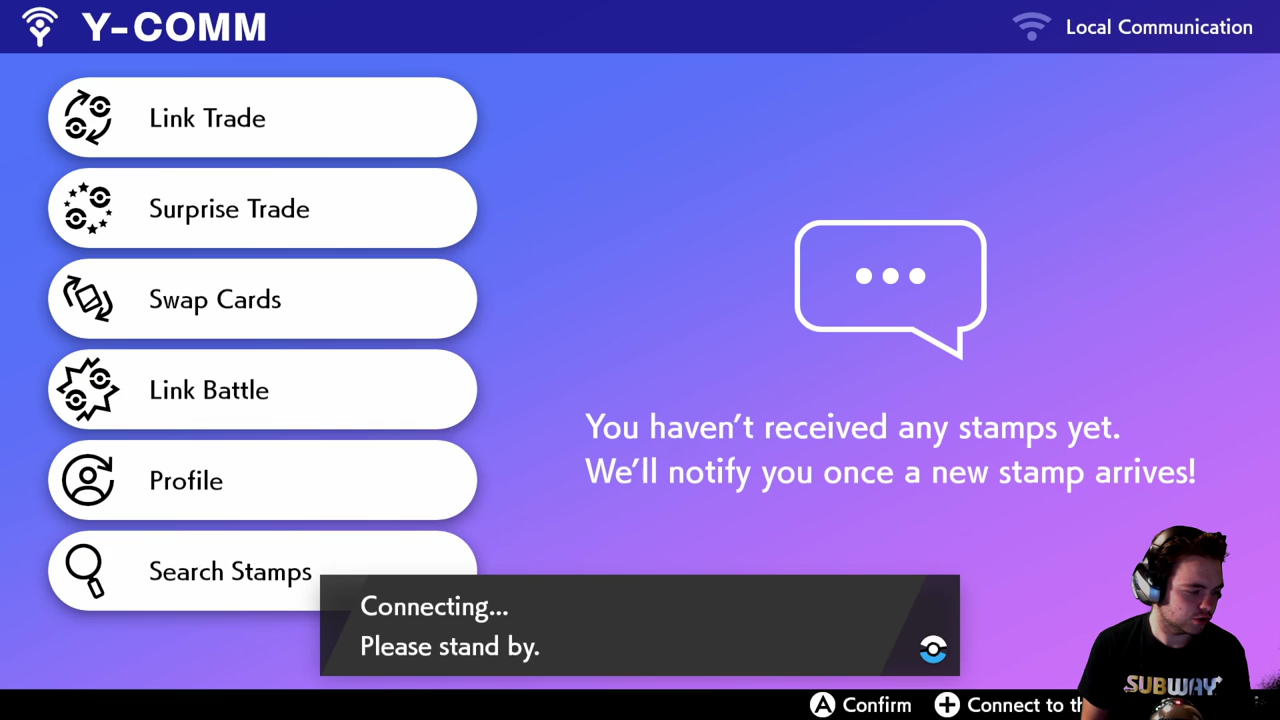 Y-COMM
Local Communication
Link Trade
Surprise Trade
Swap Cards
Link Battle
Profile
Search Stamps
You haven't received any stamps yet.
We'll notify you once a new stamp arrives!
Connecting...
Please stand by.
SUBWAY
A Confirm
Connect to th